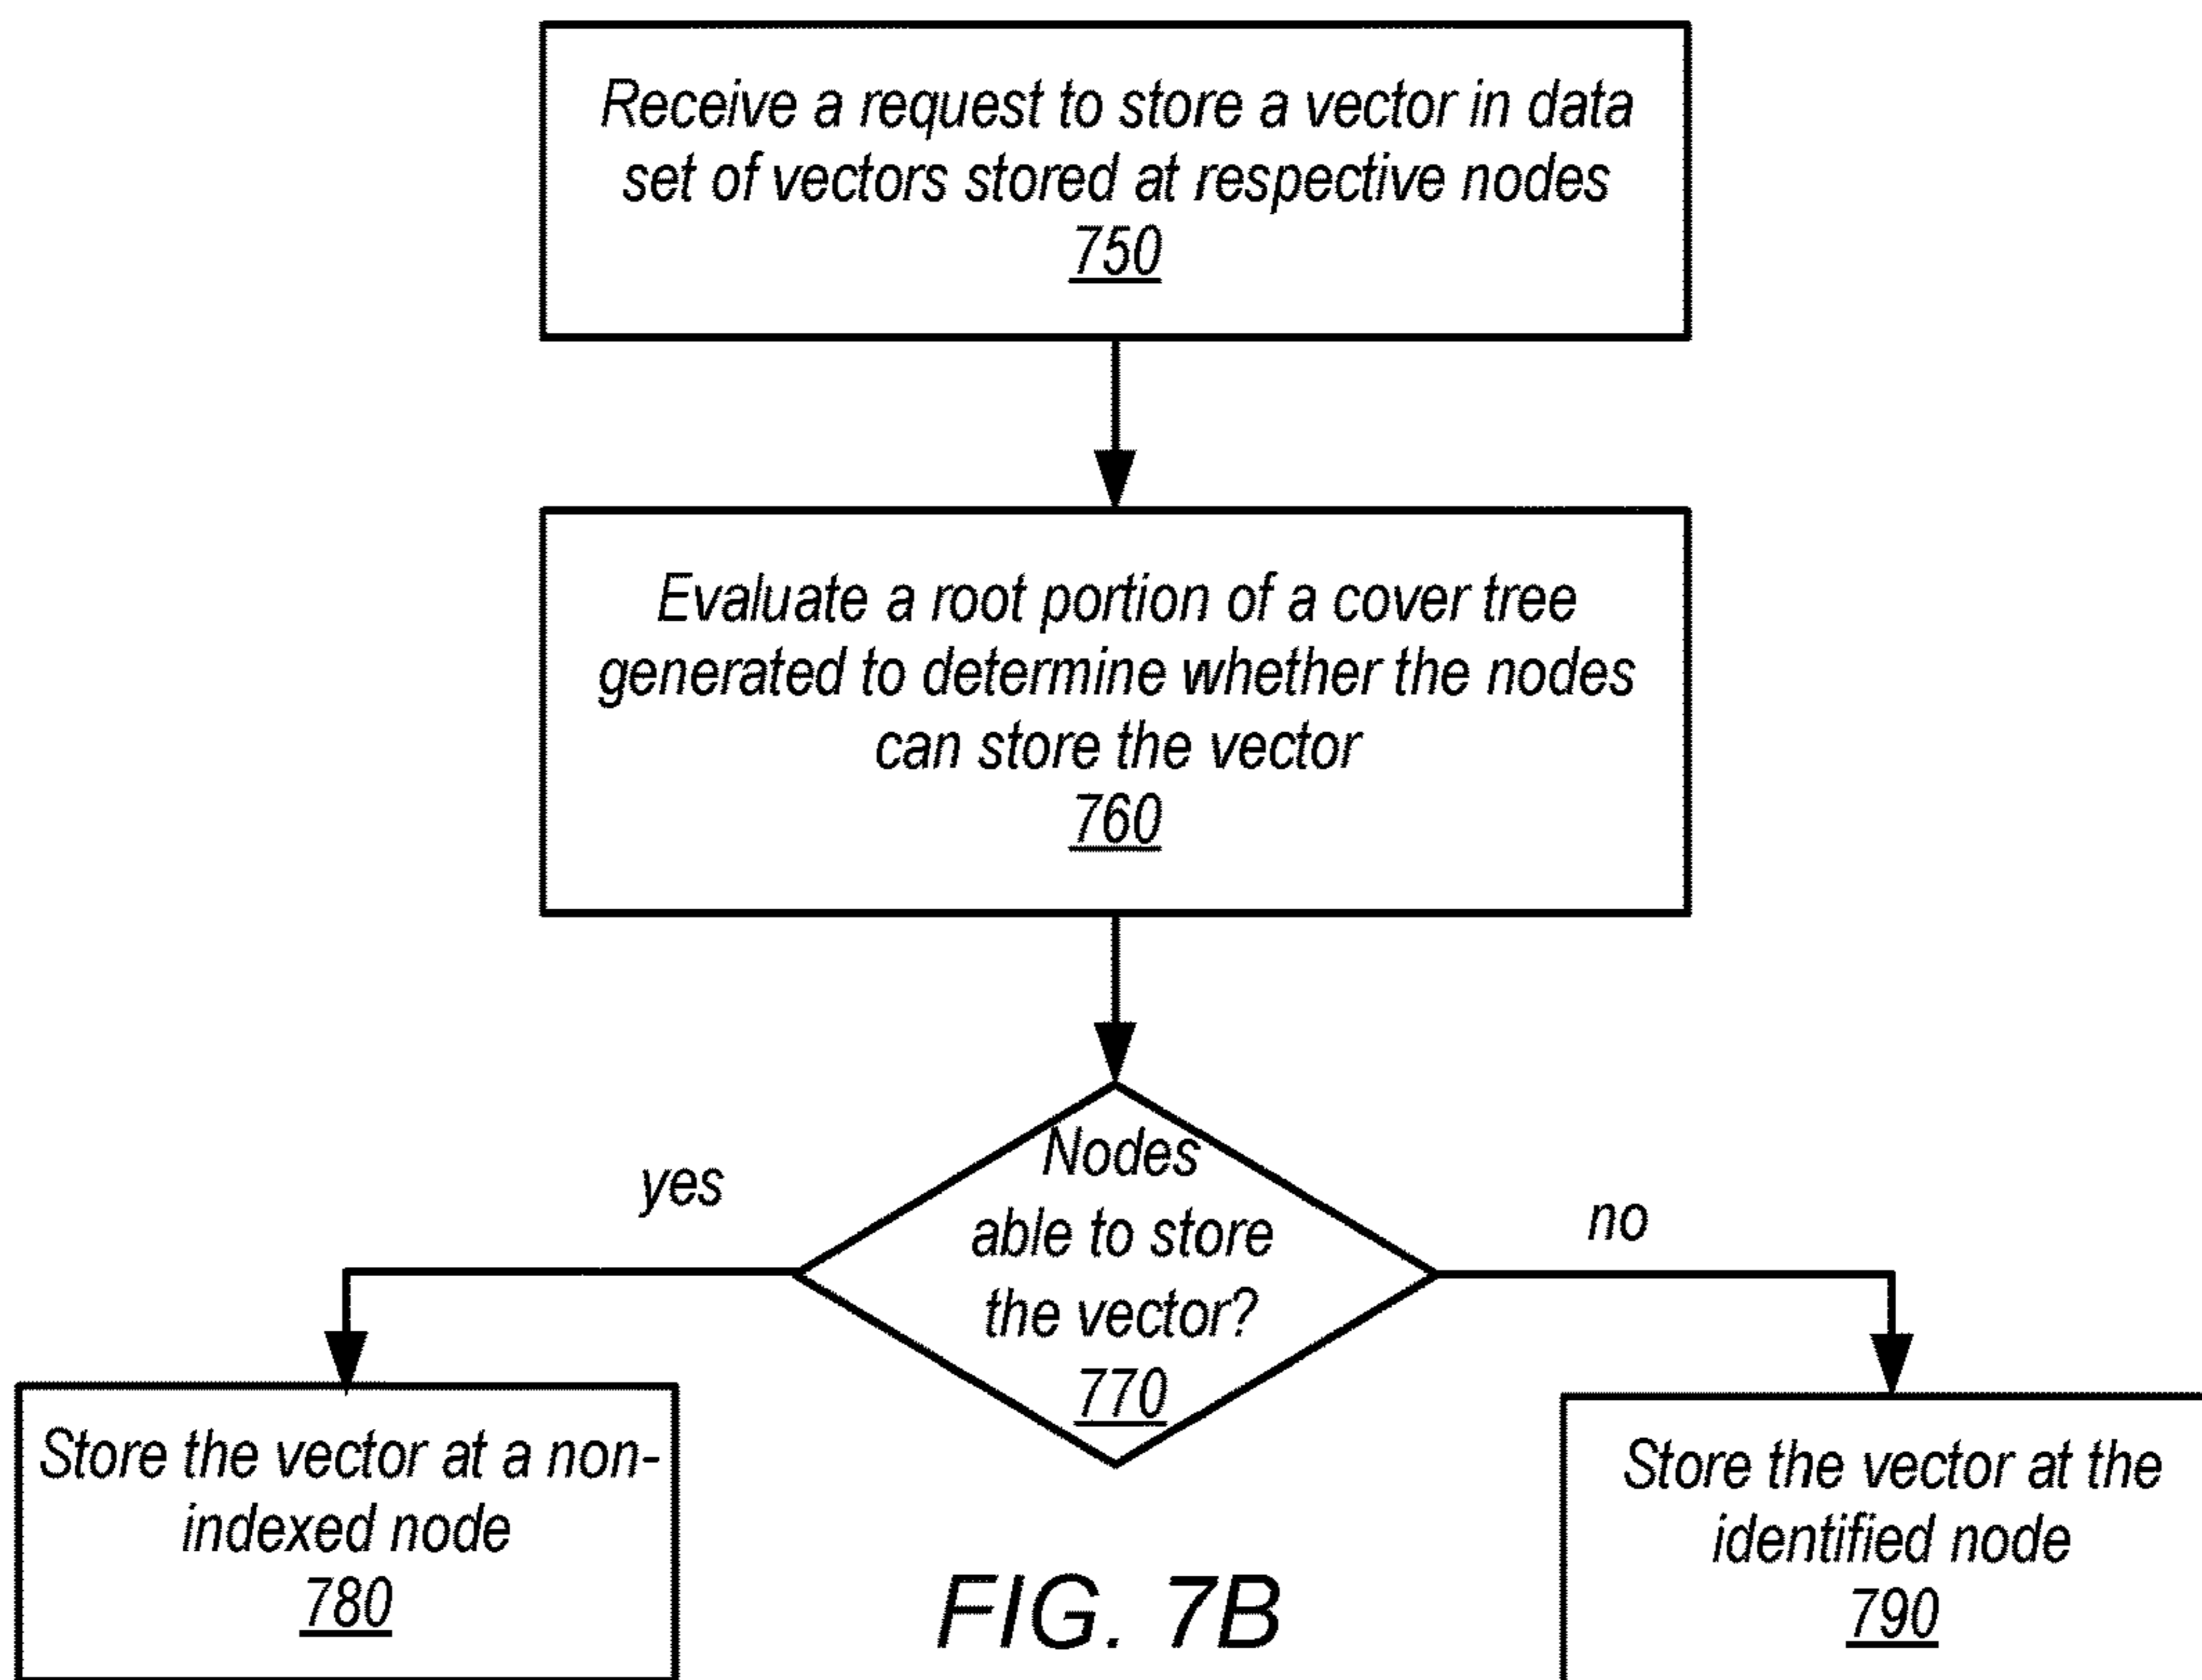 Receive a request to store a vector in data
set of vectors stored at respective nodes
750
Evaluate a root portion of a cover tree
generated to determine whether the nodes
can store the vector
760
Nodes
able to store
the vector?
770
yes
no
Store the vector at a non-
indexed node
780
Store the vector at the
identified node
790
FIG. 7B